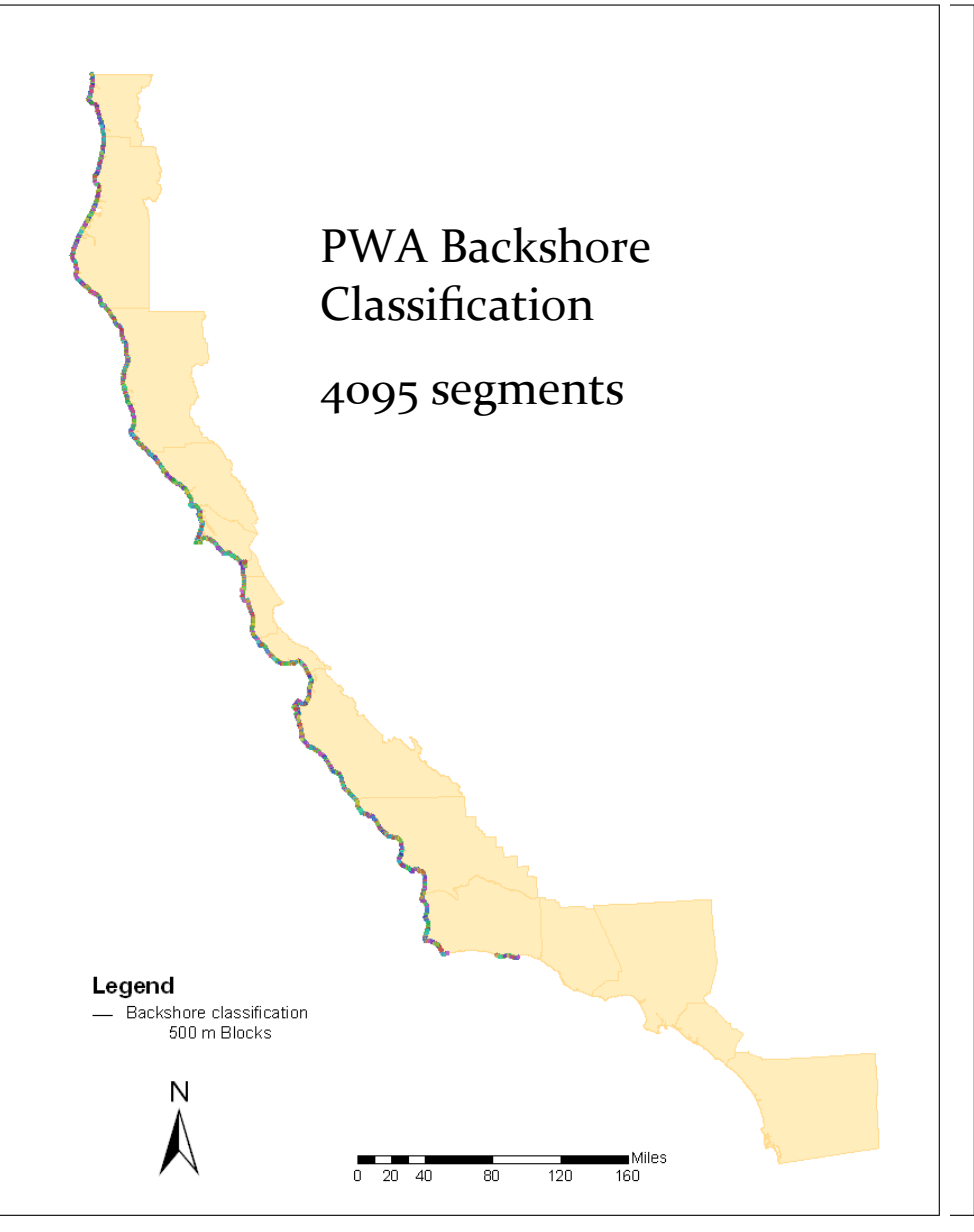 PWA Backshore
Classification
4095 segments
Legend
Backshore classification
500 m Blocks
N
Miles
0 20 40 80 120 160